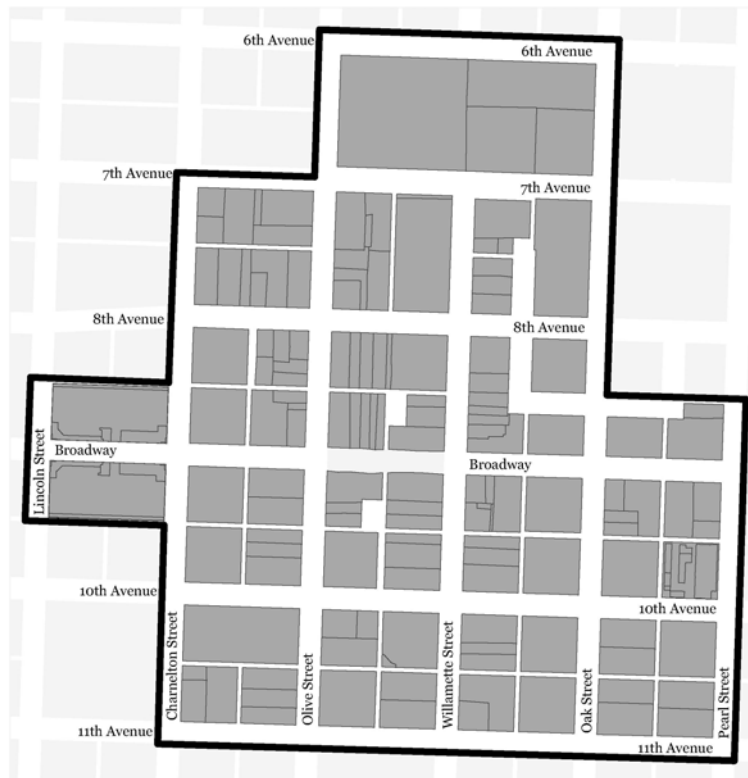 6th Avenue
6th Avenue
7th Avenue
7th Avenue
8th Avenue
8th Avenue
Lincoln Street
Broadway
Broadway
10th Avenue
10th Avenue
Charnelton Street
Olive Street
Willamette Street
Oak Street
Pearl Street
11th Avenue
11th Avenue